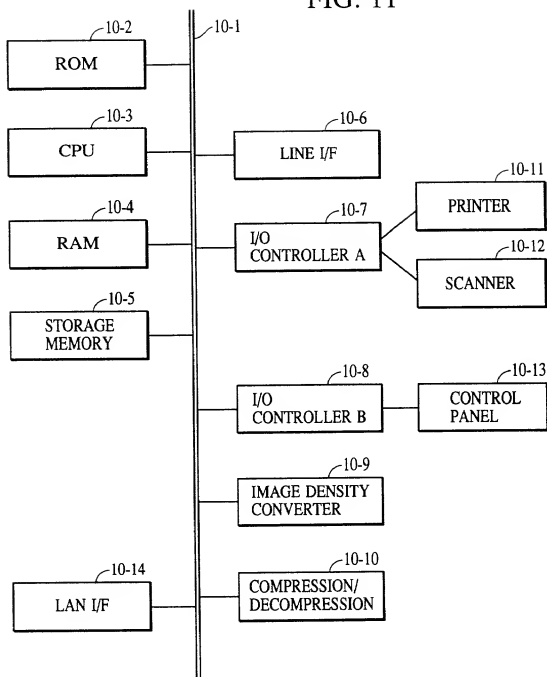 FIG. 11
10-2
10-1
ROM
10-3
CPU
10-6
LINE I/F
10-4
RAM
10-7
I/O
CONTROLLER A
10-11
PRINTER
10-12
SCANNER
10-5
STORAGE
MEMORY
10-8
I/O
CONTROLLER B
10-13
CONTROL
PANEL
10-9
IMAGE DENSITY
CONVERTER
10-14
LAN I/F
10-10
COMPRESSION/
DECOMPRESSION